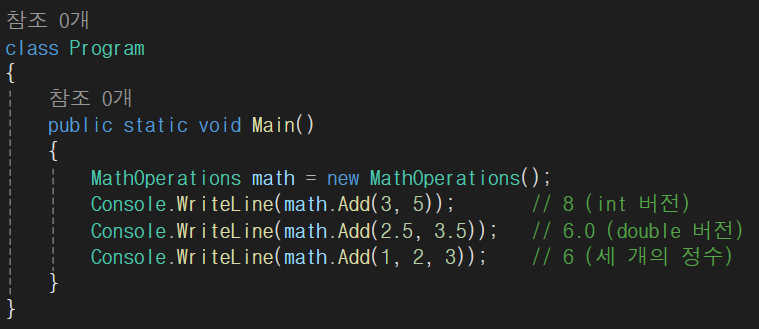 참조 0개
class Program
{
참조 0개
public static void Main()
{
MathOperations math = new MathOperations();
Console.WriteLine(math.Add(3, 5)); // 8 (int 버전)
Console.WriteLine(math.Add(2.5, 3.5)); // 6.0 (double 버전)
Console.WriteLine(math.Add(1, 2, 3)); // 6 (세 개의 정수)
}
}